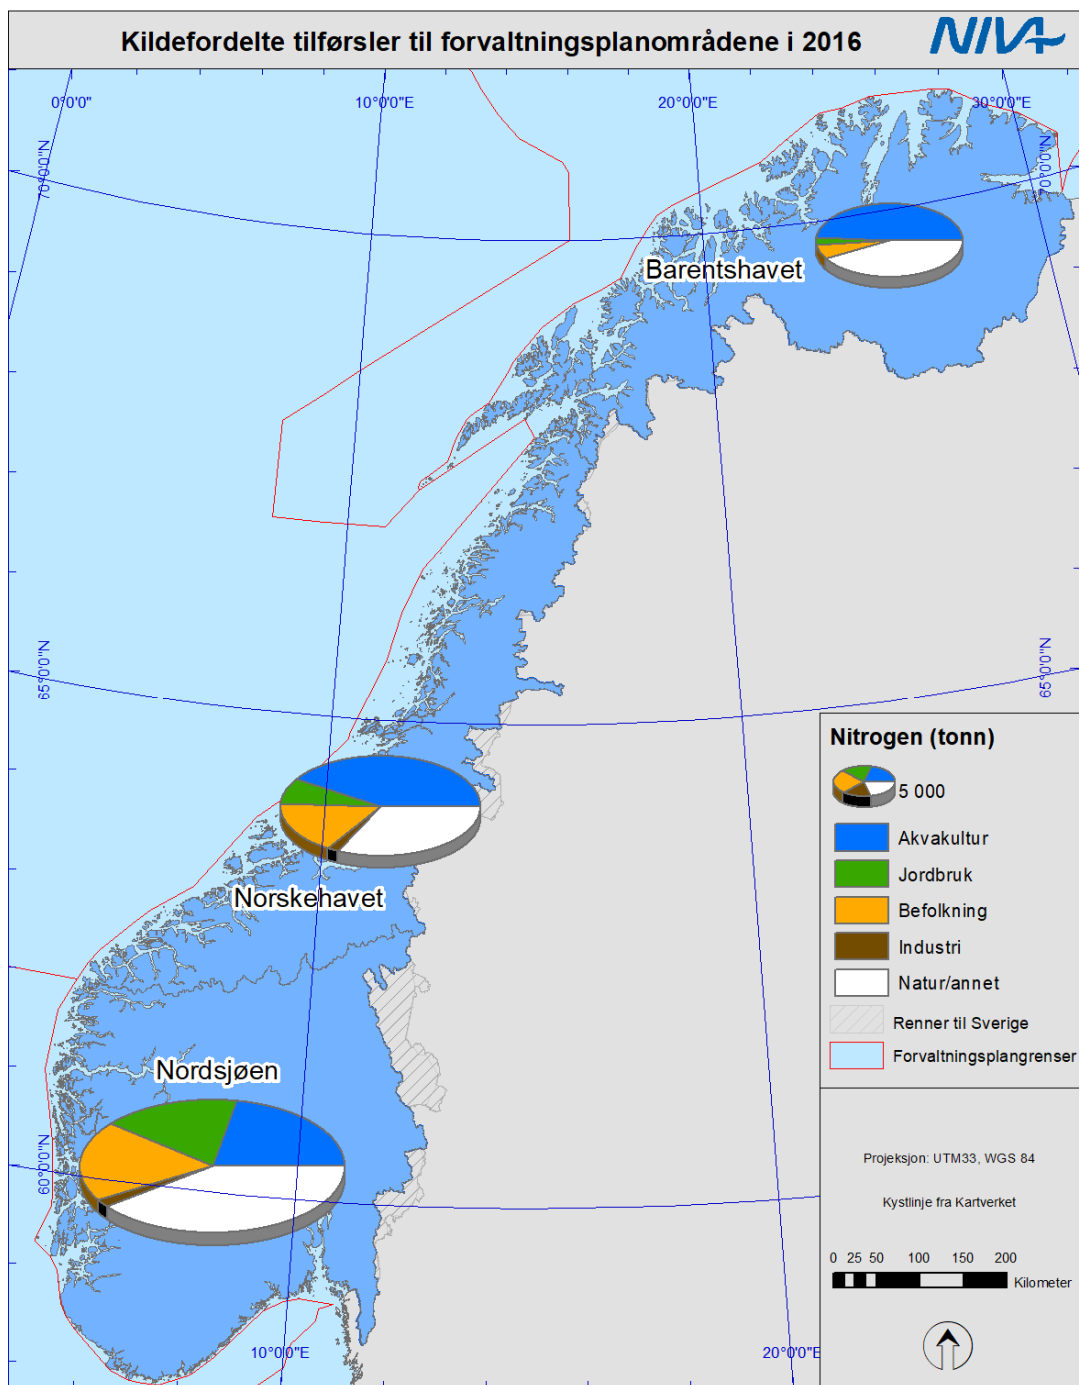 Kildefordelte tilførsler til forvaltningsplanområdene i 2016
NIVA
0°0'0"
10°0'0"E
20°0'0"E
30°0'0"E
70°0'0"N
70°0'0"N
Barentshavet
65°0'0"N
65°0'0"N
Norskehavet
Nordsjøen
60°0'0"N
10°0'0"E
20°0'0"E
Nitrogen (tonn)
5 000
Akvakultur
Jordbruk
Befolkning
Industri
Natur/annet
Renner til Sverige
Forvaltningsplangrenser
Projeksjon: UTM33, WGS 84
Kystlinje fra Kartverket
0 25 50 100 150 200
Kilometer